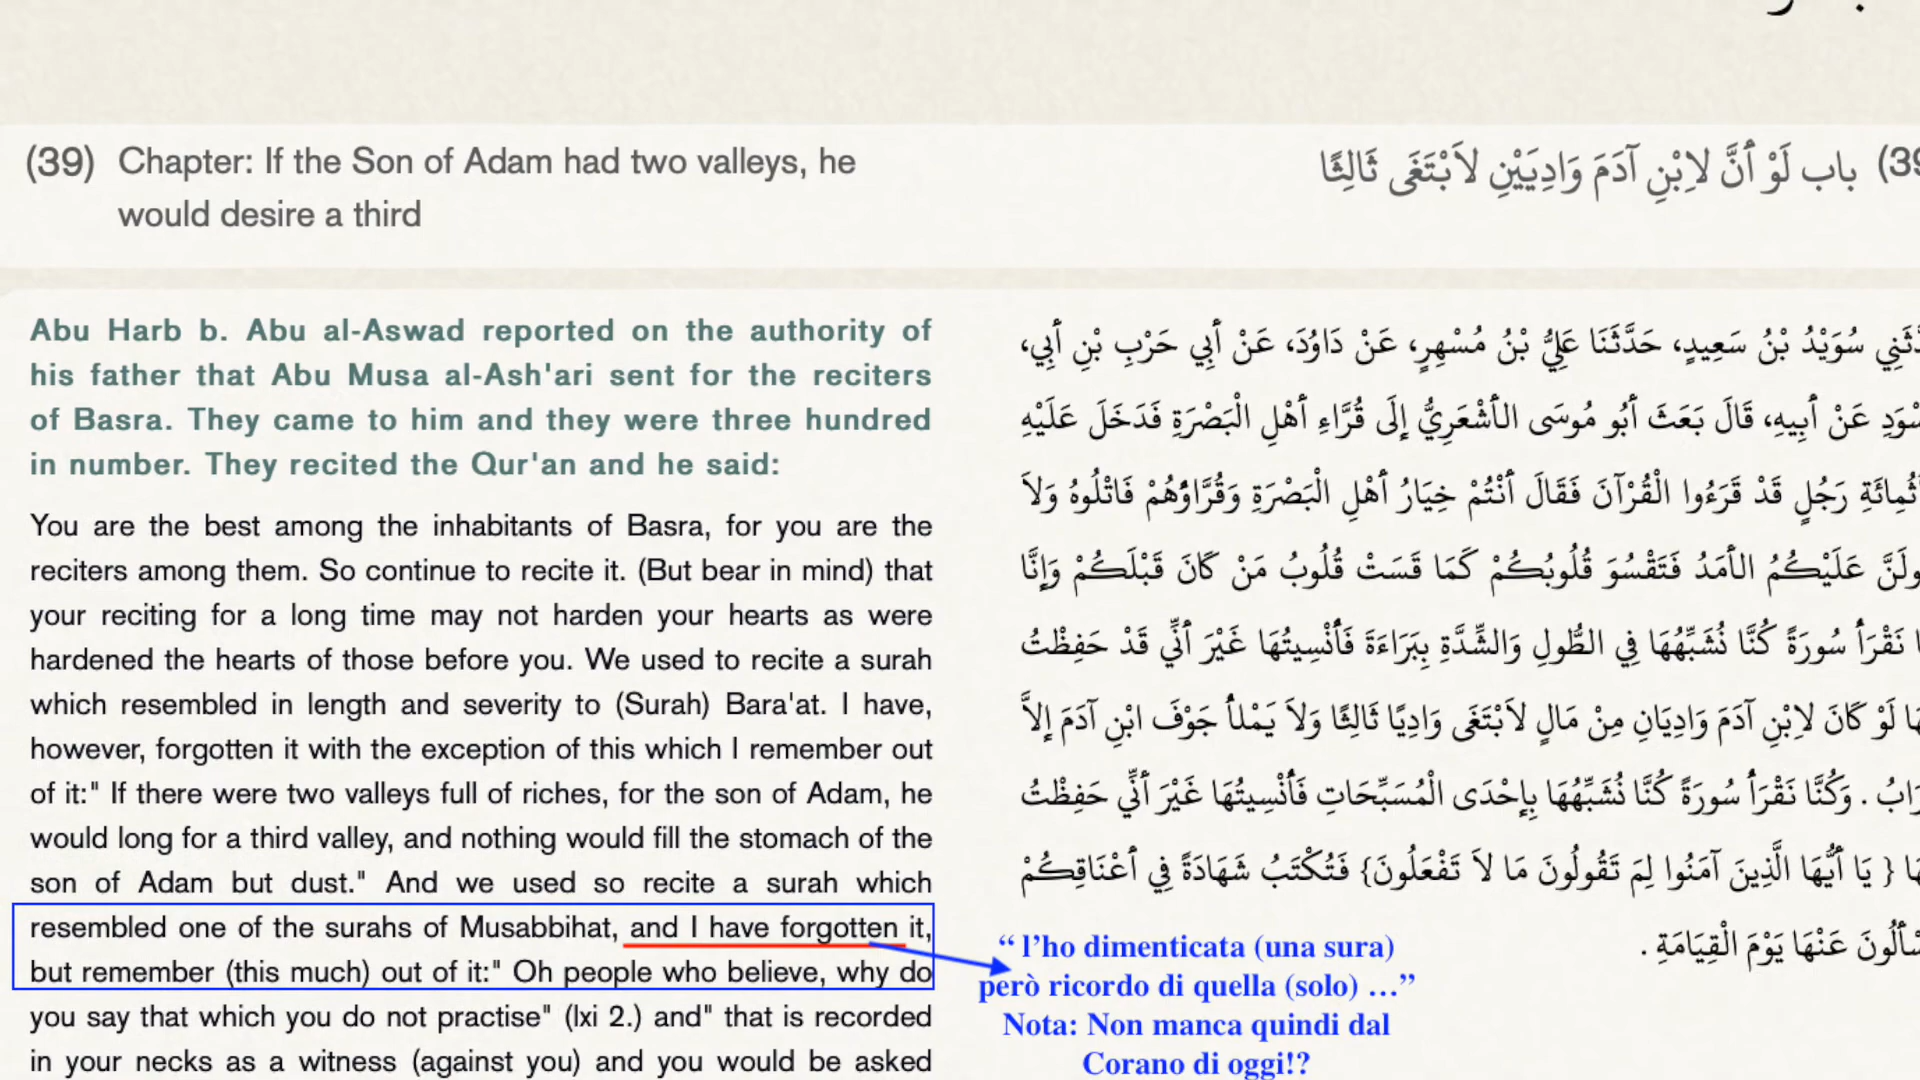 (39) Chapter: If the Son of Adam had two valleys, he
would desire a third
باب لَوْ أَنَّ لاِبْنِ آدَمَ وَادِيَيْنِ لاَبْتَغَى ثَالِثًا
Abu Harb b. Abu al-Aswad reported on the authority of
his father that Abu Musa al-Ash'ari sent for the reciters
of Basra. They came to him and they were three hundred
in number. They recited the Qur'an and he said:
You are the best among the inhabitants of Basra, for you are the
reciters among them. So continue to recite it. (But bear in mind) that
your reciting for a long time may not harden your hearts as were
hardened the hearts of those before you. We used to recite a surah
which resembled in length and severity to (Surah) Bara'at. I have,
however, forgotten it with the exception of this which I remember out
of it:" If there were two valleys full of riches, for the son of Adam, he
would long for a third valley, and nothing would fill the stomach of the
son of Adam but dust." And we used so recite a surah which
resembled one of the surahs of Musabbihat, and I have forgotten it,
but remember (this much) out of it:" Oh people who believe, why do
you say that which you do not practise" (lxi 2.) and" that is recorded
in your necks as a witness (against you) and you would be asked
سُوَيْدُ بْنُ سَعِيدٍ، حَدَّثَنَا عَلِيُّ بْنُ مُسْهِرٍ، عَنْ دَاوُدَ، عَنْ أَبِي حَرْبِ بْنِ أَبِي،
عَنْ أَبِيهِ، قَالَ بَعَثَ أَبُو مُوسَى الأَشْعَرِيُّ إِلَى قُرَّاءِ أَهْلِ الْبَصْرَةِ فَدَخَلَ عَلَيْهِ
رَجُلٍ قَدْ قَرَءُوا الْقُرْآنَ فَقَالَ أَنْتُمْ خِيَارُ أَهْلِ الْبَصْرَةِ وَقُرَّاؤُهُمْ فَاتْلُوهُ وَلاَ
عَلَيْكُمُ الأَمَدُ فَتَقْسُوَ قُلُوبُكُمْ كَمَا قَسَتْ قُلُوبُ مَنْ كَانَ قَبْلَكُمْ وَإِنَّا
نَقْرَأُ سُورَةً كُنَّا نُشَبِّهُهَا فِي الطُّولِ وَالشِّدَّةِ بِبَرَاءَةَ فَأُنْسِيتُهَا غَيْرَ أَنِّي قَدْ حَفِظْتُ
لَوْ كَانَ لاِبْنِ آدَمَ وَادِيَانِ مِنْ مَالٍ لاَبْتَغَى وَادِيًا ثَالِثًا وَلاَ يَمْلأُ جَوْفَ ابْنِ آدَمَ إِلاَّ
. وَكُنَّا نَقْرَأُ سُورَةً كُنَّا نُشَبِّهُهَا بِإِحْدَى الْمُسَبِّحَاتِ فَأُنْسِيتُهَا غَيْرَ أَنِّي حَفِظْتُ
{ يَا أَيُّهَا الَّذِينَ آمَنُوا لِمَ تَقُولُونَ مَا لاَ تَفْعَلُونَ} فَتُكْتَبُ شَهَادَةً فِي أَعْنَاقِكُمْ
عَنْهَا يَوْمَ الْقِيَامَةِ .
“ l’ho dimenticata (una sura)
però ricordo di quella (solo) …”
Nota: Non manca quindi dal
Corano di oggi!?